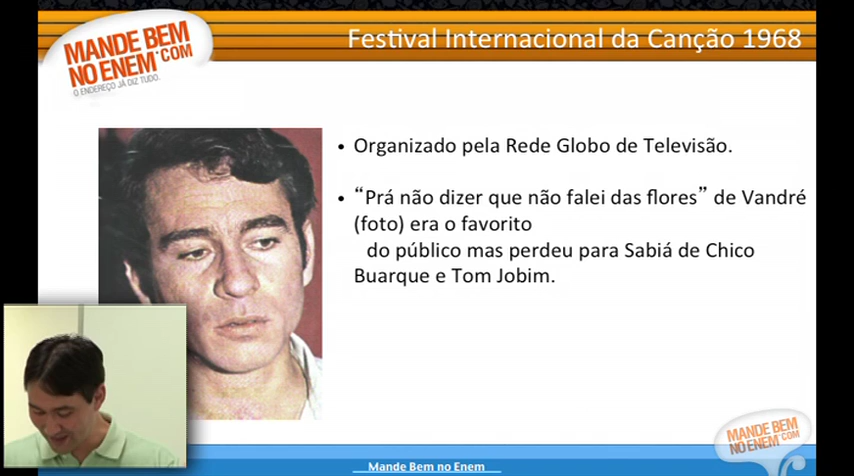 MANDE BEM
NO ENEM.COM
O ENDEREÇO JÁ DIZ TUDO.
Festival Internacional da Canção 1968
• Organizado pela Rede Globo de Televisão.
• “Prá não dizer que não falei das flores” de Vandré
(foto) era o favorito
do público mas perdeu para Sabiá de Chico
Buarque e Tom Jobim.
MANDE BEM
NO ENEM.COM
Mande Bem no Enem